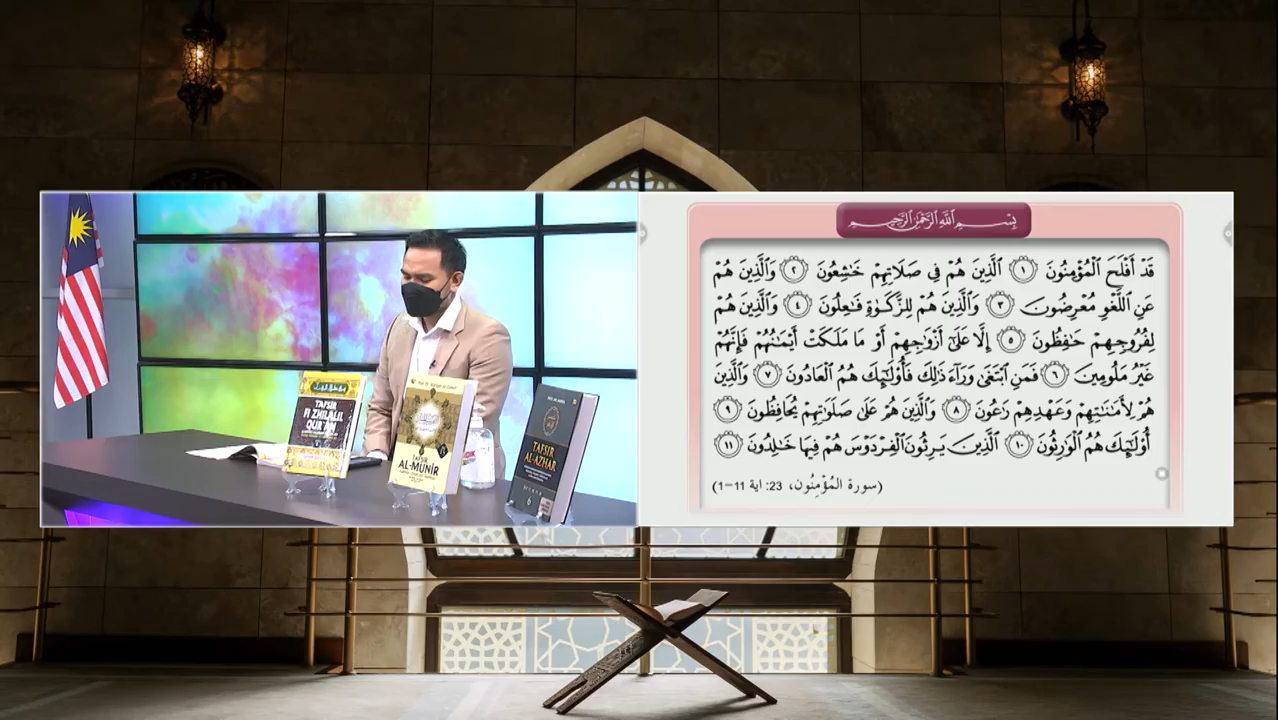 TAFSIR
FI ZHILALIL
QUR'AN
TAFSIR
AL-MUNIR
TAFSIR
AL-AZHAR
6
بِسْمِ ٱللَّهِ ٱلرَّحْمَٰنِ ٱلرَّحِيمِ
قَدْ أَفْلَحَ ٱلْمُؤْمِنُونَ ١ ٱلَّذِينَ هُمْ فِى صَلَاتِهِمْ خَٰشِعُونَ ٢ وَٱلَّذِينَ هُمْ
عَنِ ٱللَّغْوِ مُعْرِضُونَ ٣ وَٱلَّذِينَ هُمْ لِلزَّكَوٰةِ فَٰعِلُونَ ٤ وَٱلَّذِينَ هُمْ
لِفُرُوجِهِمْ حَٰفِظُونَ ٥ إِلَّا عَلَىٰٓ أَزْوَٰجِهِمْ أَوْ مَا مَلَكَتْ أَيْمَٰنُهُمْ فَإِنَّهُمْ
غَيْرُ مَلُومِينَ ٦ فَمَنِ ٱبْتَغَىٰ وَرَآءَ ذَٰلِكَ فَأُو۟لَٰٓئِكَ هُمُ ٱلْعَادُونَ ٧ وَٱلَّذِينَ
هُمْ لِأَمَٰنَٰتِهِمْ وَعَهْدِهِمْ رَٰعُونَ ٨ وَٱلَّذِينَ هُمْ عَلَىٰ صَلَوَٰتِهِمْ يُحَافِظُونَ ٩
أُو۟لَٰٓئِكَ هُمُ ٱلْوَٰرِثُونَ ١٠ ٱلَّذِينَ يَرِثُونَ ٱلْفِرْدَوْسَ هُمْ فِيهَا خَٰلِدُونَ ١١
(سورة المُؤْمِنُون، 23: اية 11–1)